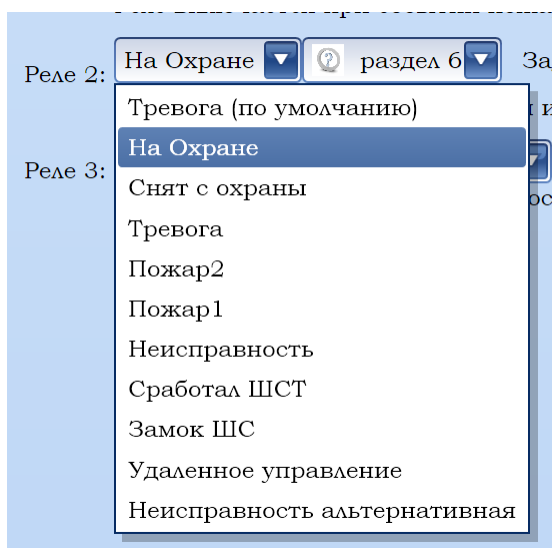 Реле 2: На Охране раздел 6 За
Тревога (по умолчанию)
На Охране
Реле 3:
Снят с охраны
Тревога
Пожар2
Пожар1
Неисправность
Сработал ШСТ
Замок ШС
Удаленное управление
Неисправность альтернативная